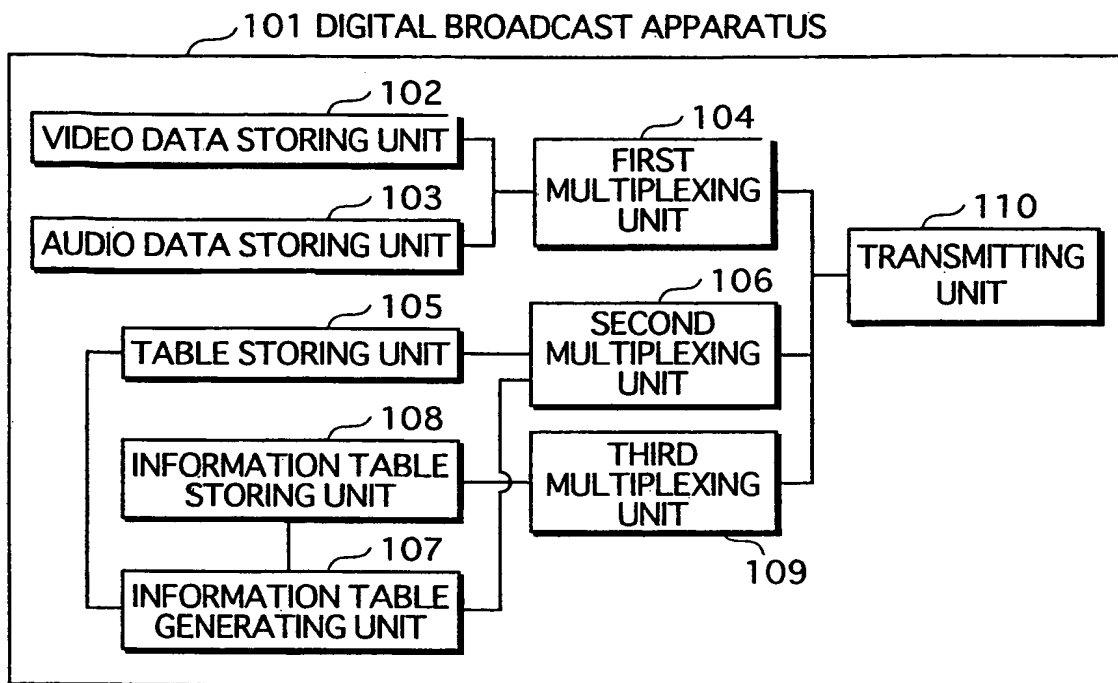 101 DIGITAL BROADCAST APPARATUS
102
VIDEO DATA STORING UNIT
103
AUDIO DATA STORING UNIT
104
FIRST
MULTIPLEXING
UNIT
110
TRANSMITTING
UNIT
105
TABLE STORING UNIT
106
SECOND
MULTIPLEXING
UNIT
108
INFORMATION TABLE
STORING UNIT
THIRD
MULTIPLEXING
UNIT
109
107
INFORMATION TABLE
GENERATING UNIT